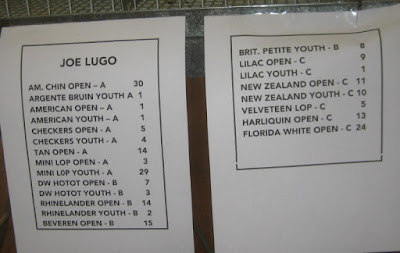 JOE LUGO
AM. CHIN OPEN – A 30
ARGENTE BRUIN YOUTH A 1
AMERICAN OPEN – A 1
AMERICAN YOUTH – A 1
CHECKERS OPEN – A 5
CHECKERS YOUTH - A 4
TAN OPEN – A 14
MINI LOP OPEN - A 3
MINI LOP YOUTH - A 29
DW HOTOT OPEN - B 7
DW HOTOT YOUTH - B 3
RHINELANDER OPEN - B 14
RHINELANDER YOUTH - B 2
BEVEREN OPEN – B 15
BRIT. PETITE YOUTH - B 8
LILAC OPEN - C 9
LILAC YOUTH - C 1
NEW ZEALAND OPEN - C 11
NEW ZEALAND YOUTH - C 10
VELVETEEN LOP - C 5
HARLIQUIN OPEN - C 13
FLORIDA WHITE OPEN - C 24